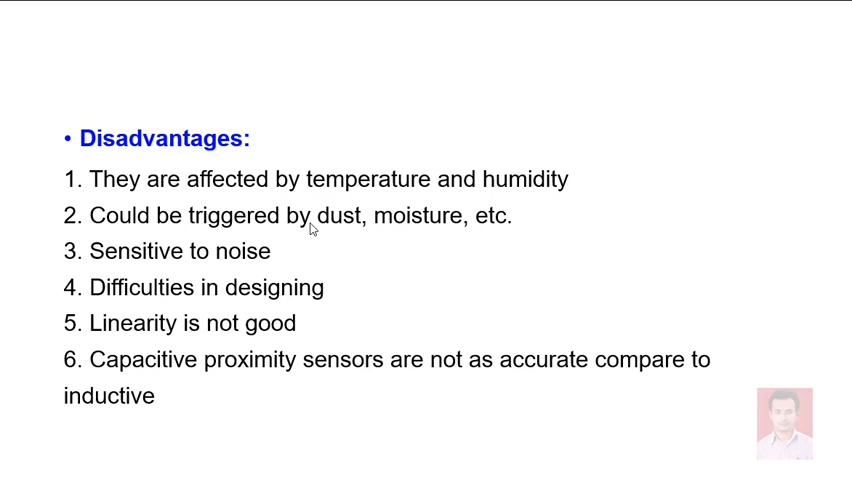 • Disadvantages:
1. They are affected by temperature and humidity
2. Could be triggered by dust, moisture, etc.
3. Sensitive to noise
4. Difficulties in designing
5. Linearity is not good
6. Capacitive proximity sensors are not as accurate compare to
inductive